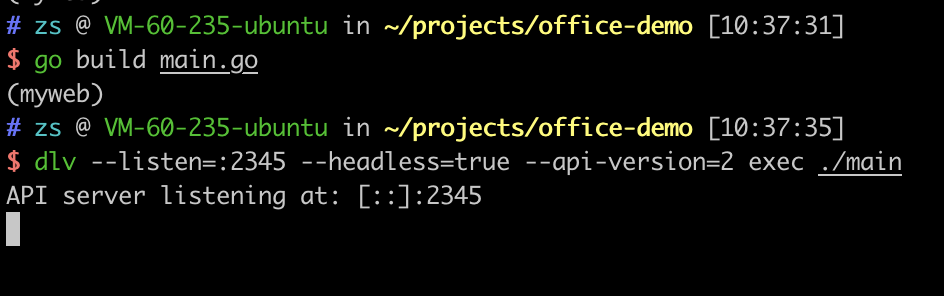 # zs @ VM-60-235-ubuntu in ~/projects/office-demo [10:37:31]
$ go build main.go
(myweb)
# zs @ VM-60-235-ubuntu in ~/projects/office-demo [10:37:35]
$ dlv --listen=:2345 --headless=true --api-version=2 exec ./main
API server listening at: [::]:2345